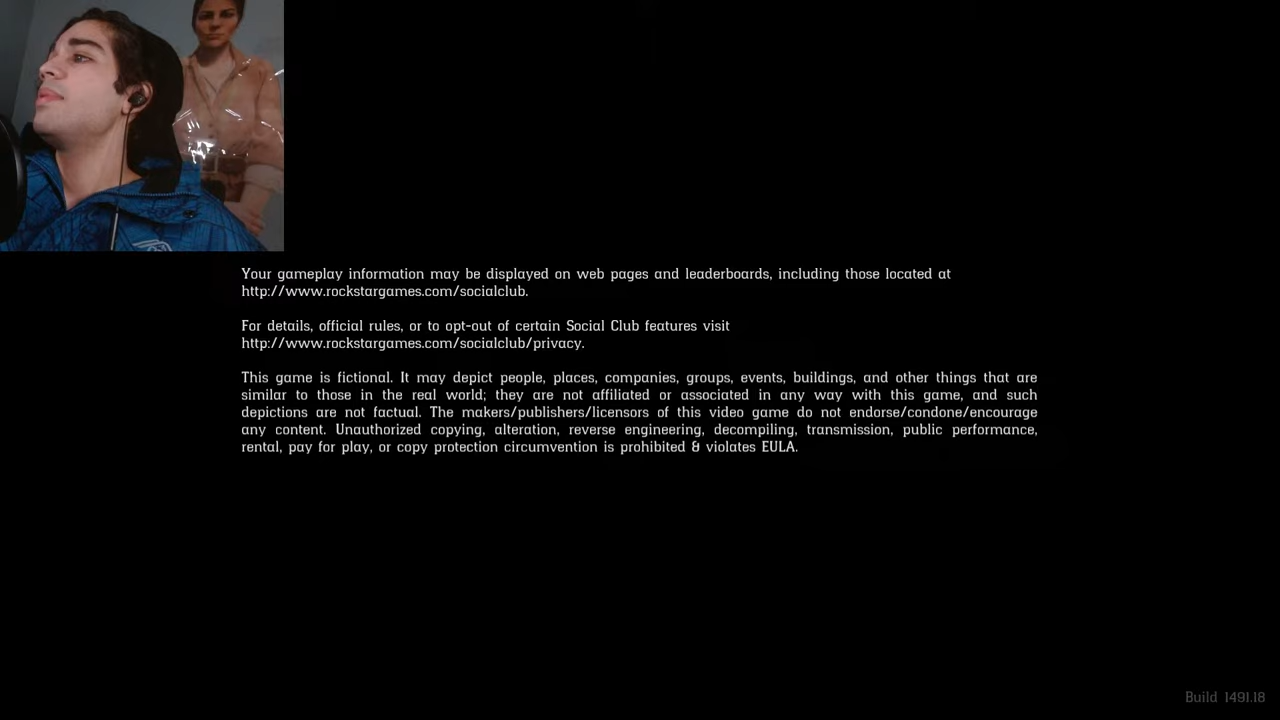 Your gameplay information may be displayed on web pages and leaderboards, including those located at
http://www.rockstargames.com/socialclub.
For details, official rules, or to opt-out of certain Social Club features visit
http://www.rockstargames.com/socialclub/privacy.
This game is fictional. It may depict people, places, companies, groups, events, buildings, and other things that are
similar to those in the real world; they are not affiliated or associated in any way with this game, and such
depictions are not factual. The makers/publishers/licensors of this video game do not endorse/condone/encourage
any content. Unauthorized copying, alteration, reverse engineering, decompiling, transmission, public performance,
rental, pay for play, or copy protection circumvention is prohibited & violates EULA.
Build 1491.18